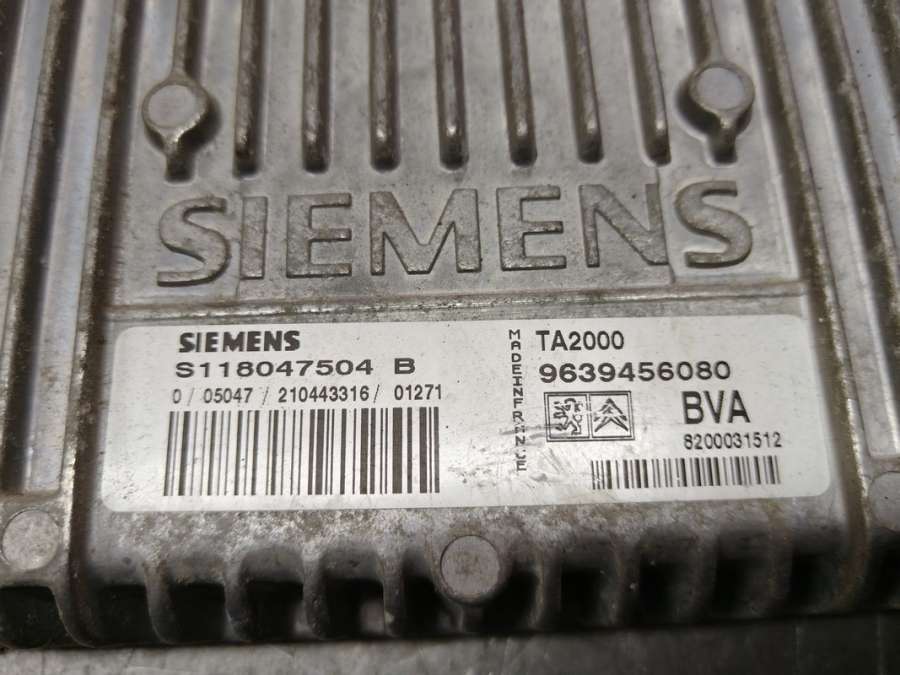 SIEMENS
SIEMENS
S118047504 B
0 / 05047 / 210443316 / 01271
MADE IN FRANCE
TA2000
9639456080
BVA
8200031512